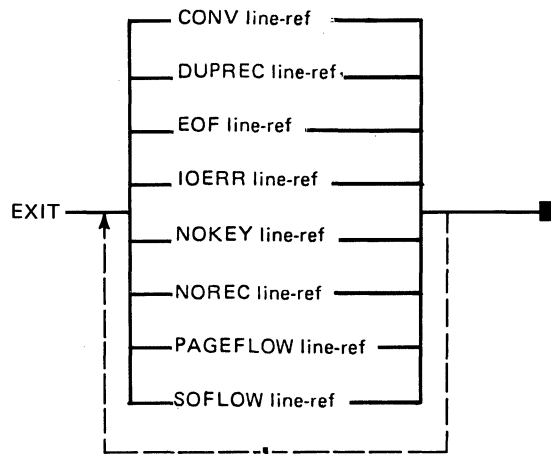 CONV line-ref
DUPREC line-ref
EOF line-ref
IOERR line-ref
EXIT
NOKEY line-ref
NOREC line-ref
PAGEFLOW line-ref
SOFLOW line-ref